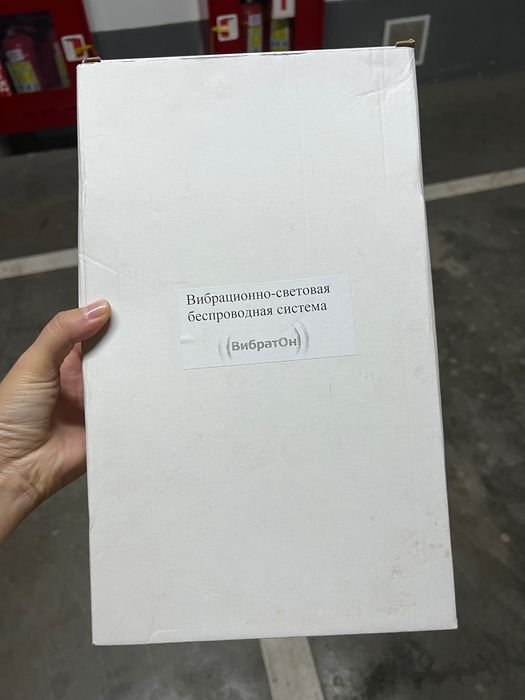 Вибрационно-световая
беспроводная система
ВибратОн